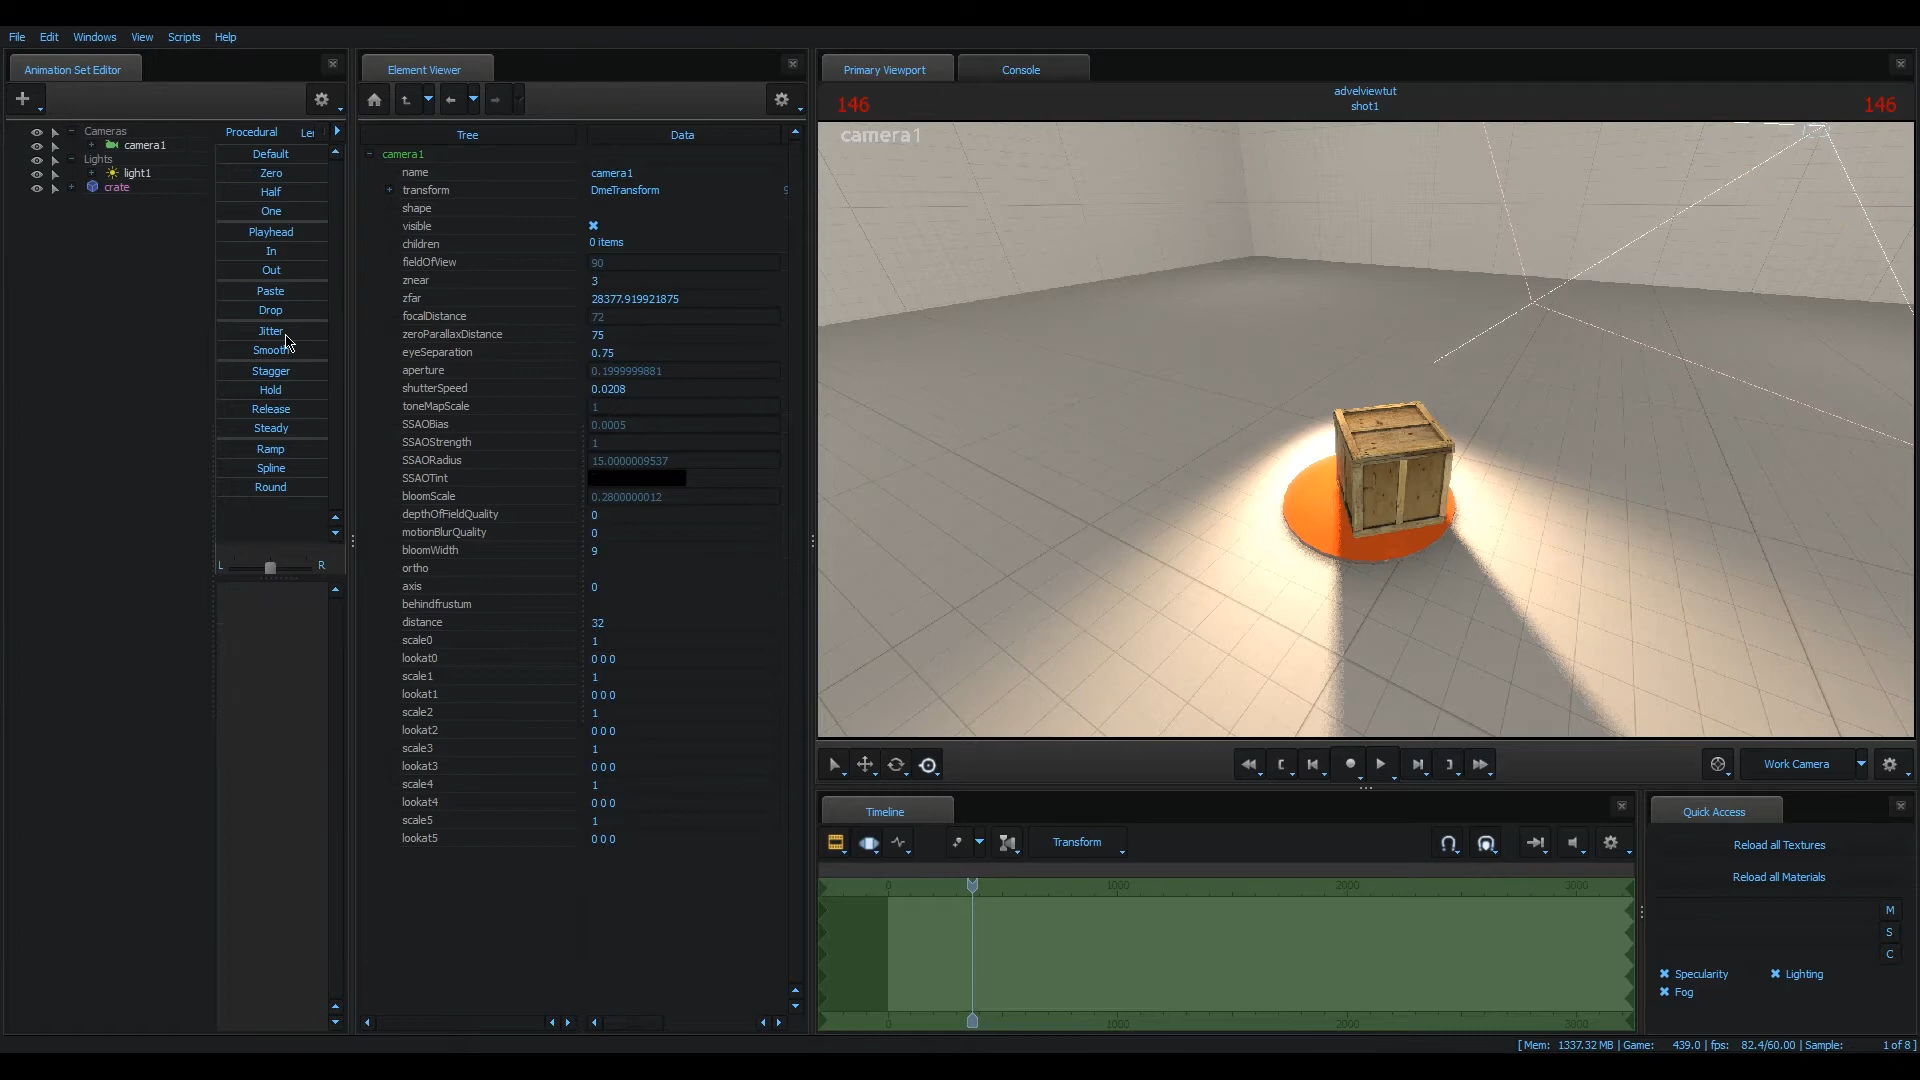 File Edit Windows View Scripts Help
Animation Set Editor
Cameras
camera1
Lights
light1
crate
Procedural
Default
Zero
Half
One
Playhead
In
Out
Paste
Drop
Jitter
Smooth
Stagger
Hold
Release
Steady
Ramp
Spline
Round
L R
Element Viewer
Tree Data
camera1
name camera1
transform DmeTransform
shape
visible
children 0 items
fieldOfView 90
znear 3
zfar 28377.919921875
focalDistance 72
zeroParallaxDistance 75
eyeSeparation 0.75
aperture 0.1999999881
shutterSpeed 0.0208
toneMapScale 1
SSAOBias 0.0005
SSAOStrength 1
SSAORadius 15.0000009537
SSAOTint
bloomScale 0.2800000012
depthOfFieldQuality 0
motionBlurQuality 0
bloomWidth 9
ortho
axis 0
behindfrustum
distance 32
scale0 1
lookat0 0 0 0
scale1 1
lookat1 0 0 0
scale2 1
lookat2 0 0 0
scale3 1
lookat3 0 0 0
scale4 1
lookat4 0 0 0
scale5 1
lookat5 0 0 0
Primary Viewport Console
146 advelviewtut 146
shot1
camera1
Work Camera
Timeline
Transform
0 1000 2000 3000
0 1000 2000 3000
Quick Access
Reload all Textures
Reload all Materials
M
S
C
Specularity Lighting
Fog
[ Mem: 1337.32 MB | Game: 439.0 | fps: 82.4/60.00 | Sample: 1 of 8 ]